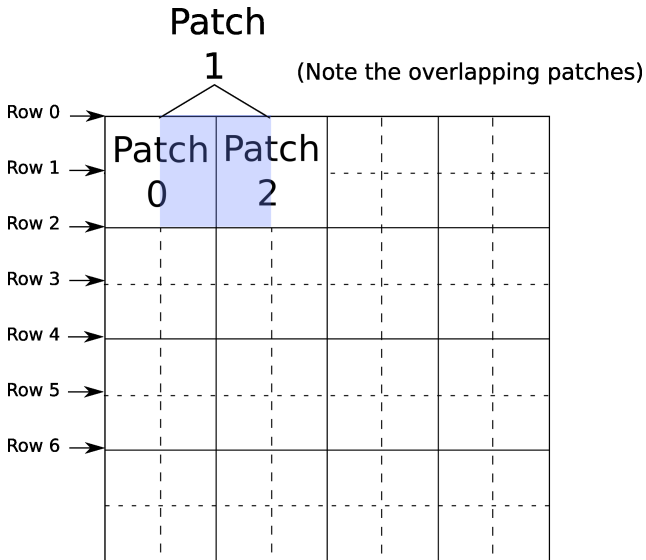 Patch
1
(Note the overlapping patches)
Row 0
Patch
0
Patch
2
Row 1
Row 2
Row 3
Row 4
Row 5
Row 6